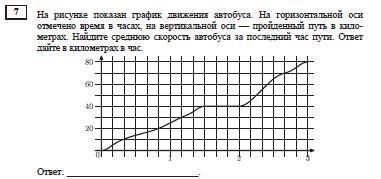 7
На рисунке показан график движения автобуса. На горизонтальной оси
отмечено время в часах, на вертикальной оси — пройденный путь в кило-
метрах. Найдите среднюю скорость автобуса за последний час пути. Ответ
дайте в километрах в час.
80
60
40
20
0
1
2
3
Ответ: ______________________________.